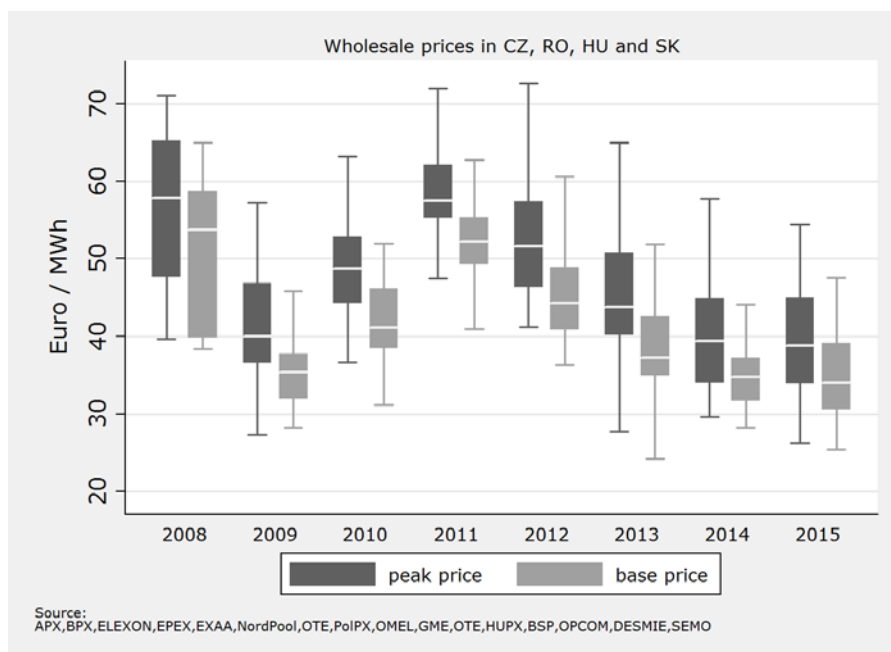 Wholesale prices in CZ, RO, HU and SK
Euro / MWh
70
60
50
40
30
20
2008 2009 2010 2011 2012 2013 2014 2015
peak price base price
Source:
APX,BPX,ELEXON,EPEX,EXAA,NordPool,OTE,PolPX,OMEL,GME,OTE,HUPX,BSP,OPCOM,DESMIE,SEMO